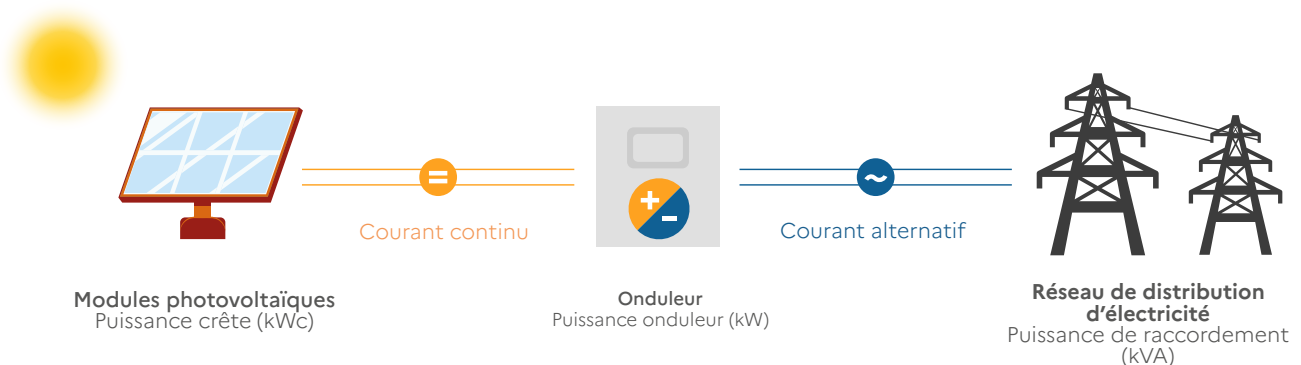 Courant continu
Courant alternatif
Modules photovoltaïques
Puissance crête (kWc)
Onduleur
Puissance onduleur (kW)
Réseau de distribution
d'électricité
Puissance de raccordement
(kVA)